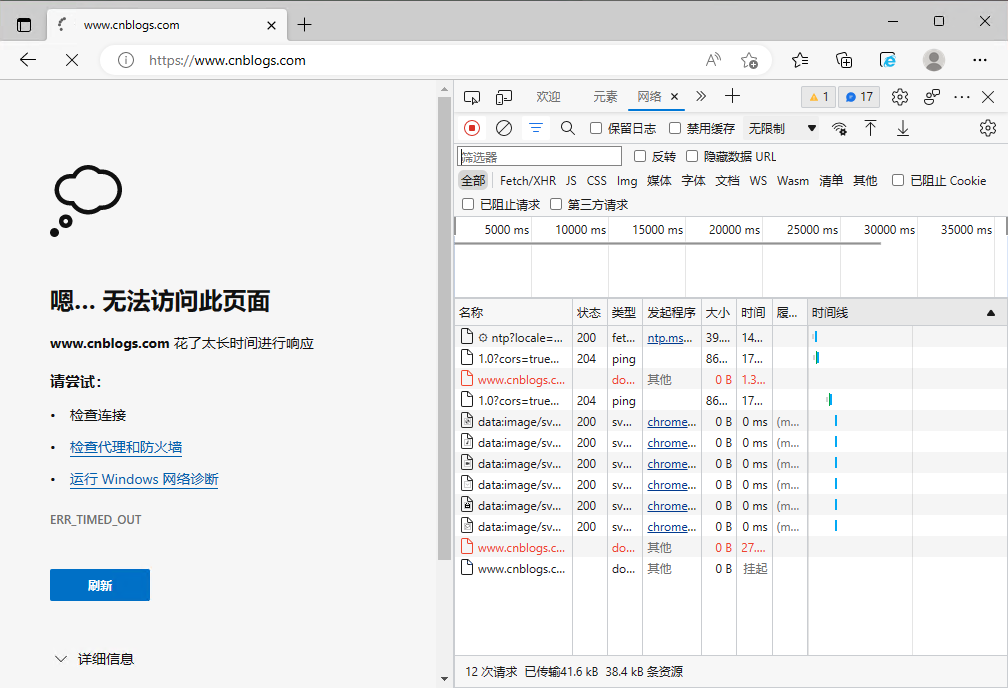 www.cnblogs.com
https://www.cnblogs.com
嗯… 无法访问此页面
www.cnblogs.com 花了太长时间进行响应
请尝试:
• 检查连接
• 检查代理和防火墙
• 运行 Windows 网络诊断
ERR_TIMED_OUT
刷新
详细信息
欢迎 元素 网络 1 17
保留日志 禁用缓存 无限制
筛选器 反转 隐藏数据 URL
全部 Fetch/XHR JS CSS Img 媒体 字体 文档 WS Wasm 清单 其他 已阻止 Cookie
已阻止请求 第三方请求
5000 ms 10000 ms 15000 ms 20000 ms 25000 ms 30000 ms 35000 ms
名称 状态 类型 发起程序 大小 时间 履... 时间线
ntp?locale=... 200 fet... ntp.ms... 39.... 14...
1.0?cors=true... 204 ping 86... 17...
www.cnblogs.c... do... 其他 0 B 1.3...
1.0?cors=true... 204 ping 86... 17...
data:image/sv... 200 sv... chrome... 0 B 0 ms (m...
data:image/sv... 200 sv... chrome... 0 B 0 ms (m...
data:image/sv... 200 sv... chrome... 0 B 0 ms (m...
data:image/sv... 200 sv... chrome... 0 B 0 ms (m...
data:image/sv... 200 sv... chrome... 0 B 0 ms (m...
data:image/sv... 200 sv... chrome... 0 B 0 ms (m...
www.cnblogs.c... do... 其他 0 B 27....
www.cnblogs.c... do... 其他 0 B 挂起
12 次请求 已传输41.6 kB 38.4 kB 条资源